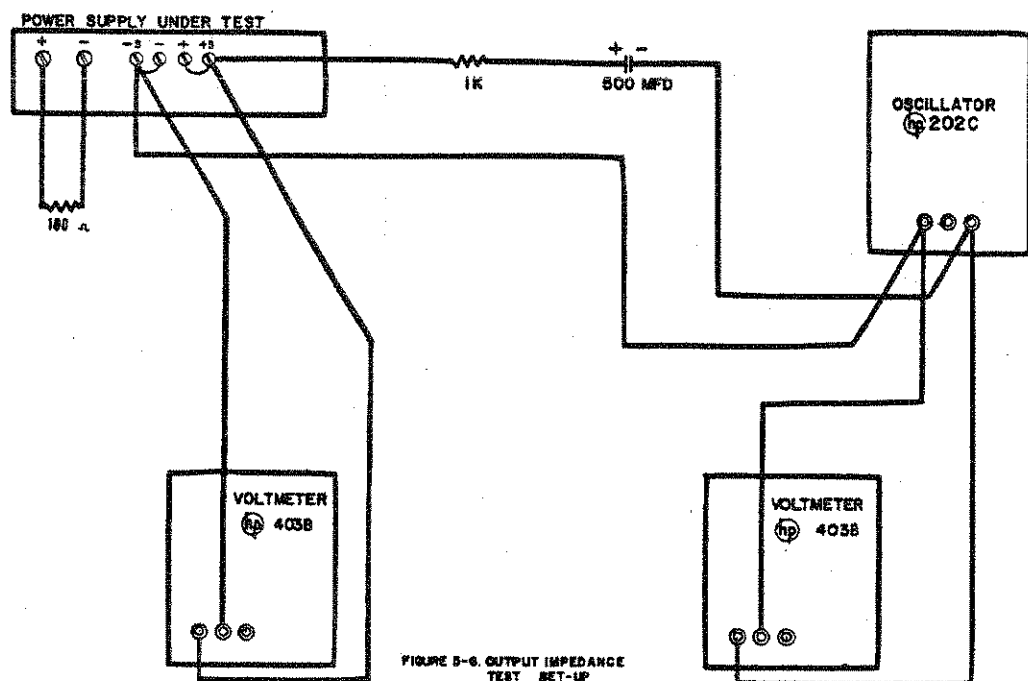 POWER SUPPLY UNDER TEST
+ - -S - + +S
1K
+ -
500 MFD
OSCILLATOR
hp 202C
180 Ω
VOLTMETER
hp 403B
VOLTMETER
hp 403B
FIGURE 5-6. OUTPUT IMPEDANCE
TEST SET-UP